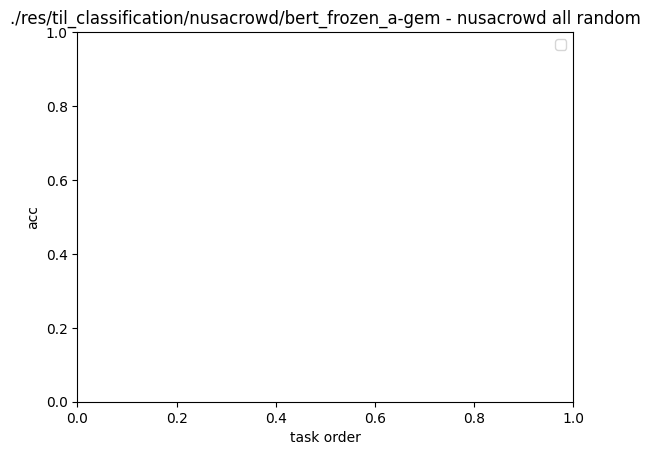 ./res/til_classification/nusacrowd/bert_frozen_a-gem - nusacrowd all random
1.0
0.8
0.6
0.4
0.2
0.0
acc
0.0 0.2 0.4 0.6 0.8 1.0
task order